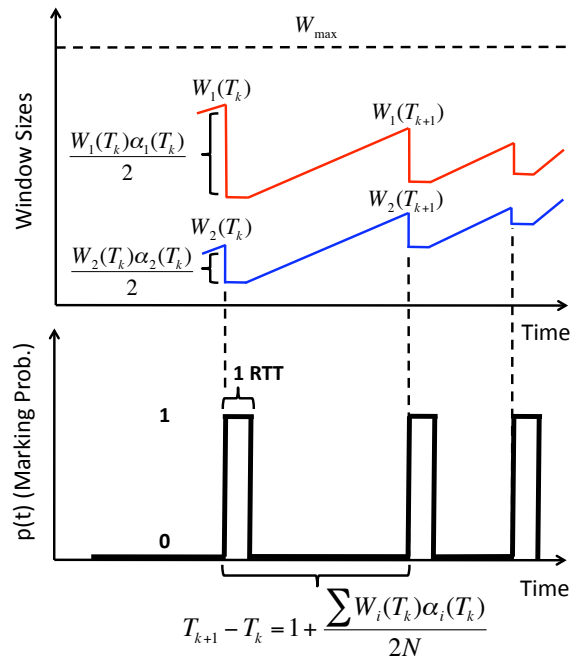 W_max
Window Sizes
W_1(T_k)
W_1(T_{k+1})
W_1(T_k)α_1(T_k)
2
W_2(T_k)
W_2(T_{k+1})
W_2(T_k)α_2(T_k)
2
Time
p(t) (Marking Prob.)
1 RTT
1
0
Time
T_{k+1} − T_k = 1 + \frac{∑ W_i(T_k)α_i(T_k)}{2N}